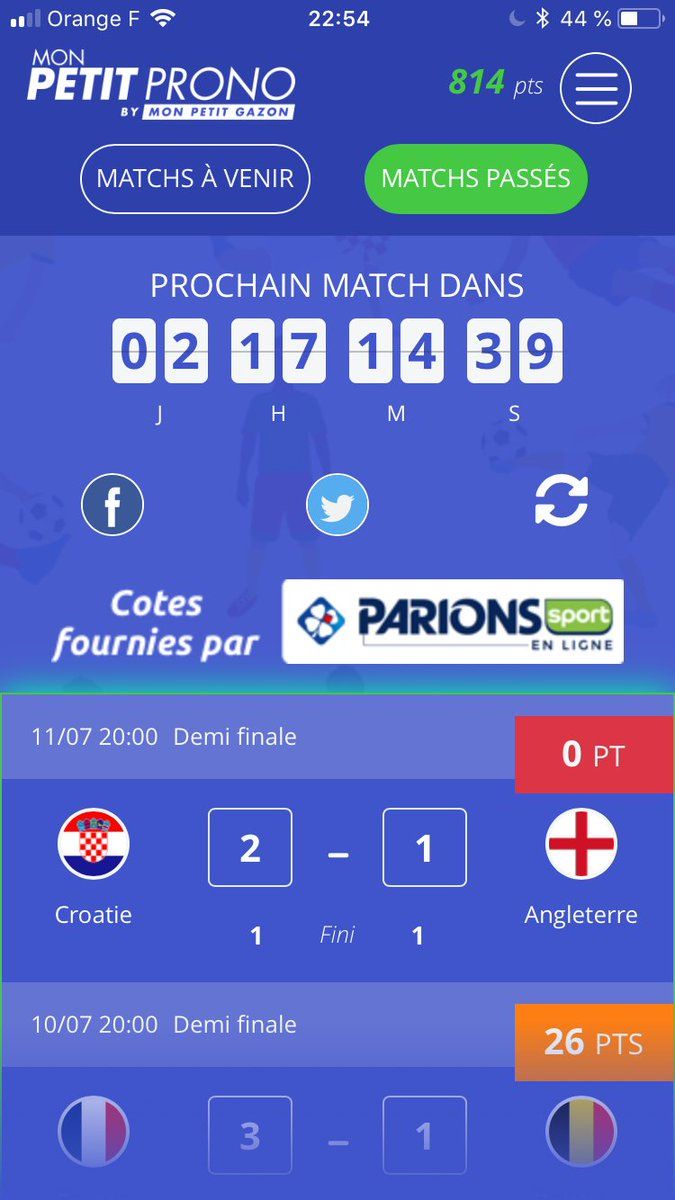 Orange F 22:54 44 %
MON
PETIT PRONO
BY MON PETIT GAZON
814 pts
MATCHS À VENIR MATCHS PASSÉS
PROCHAIN MATCH DANS
02 17 14 39
J H M S
f
Cotes
fournies par
PARIONS sport
EN LIGNE
11/07 20:00 Demi finale
0 PT
2 – 1
Croatie Angleterre
1 Fini 1
10/07 20:00 Demi finale
26 PTS
3 – 1